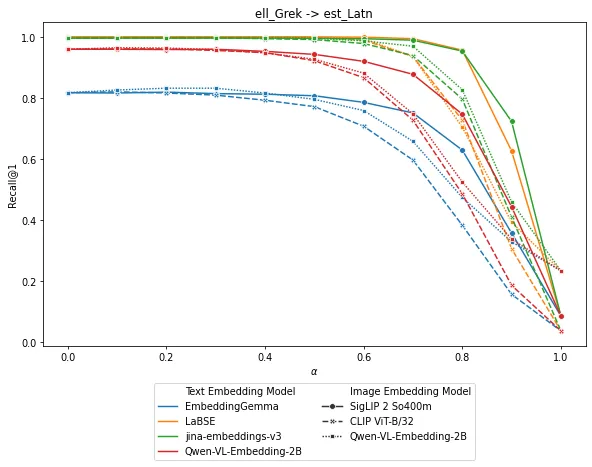 ell_Grek -> est_Latn
Recall@1
1.0
0.8
0.6
0.4
0.2
0.0
0.0 0.2 0.4 0.6 0.8 1.0
α
Text Embedding Model Image Embedding Model
EmbeddingGemma SigLIP 2 So400m
LaBSE CLIP ViT-B/32
jina-embeddings-v3 Qwen-VL-Embedding-2B
Qwen-VL-Embedding-2B